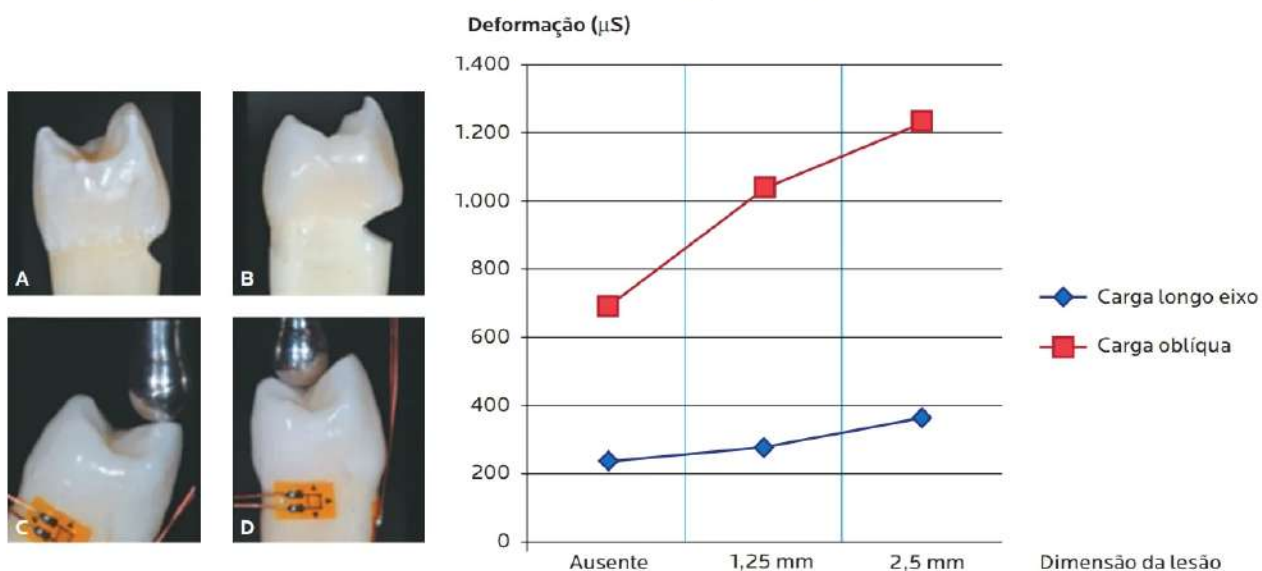 A
B
C
D
Deformação (µS)
1.400
1.200
1.000
800
600
400
200
0
Ausente
1,25 mm
2,5 mm
Dimensão da lesão
Carga longo eixo
Carga oblíqua